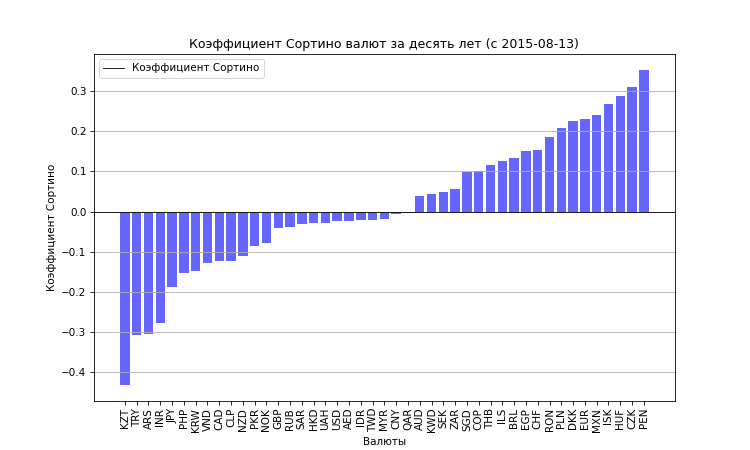 Коэффициент Сортино валют за десять лет (с 2015-08-13)
Коэффициент Сортино
Коэффициент Сортино
0.3
0.2
0.1
0.0
−0.1
−0.2
−0.3
−0.4
KZT TRY ARS INR JPY PHP KRW VND CAD CLP NZD PKR NOK GBP RUB SAR HKD UAH USD AED IDR TWD MYR CNY QAR AUD KWD SEK ZAR SGD COP THB ILS BRL EGP CHF RON PLN DKK EUR MXN ISK HUF CZK PEN
Валюты